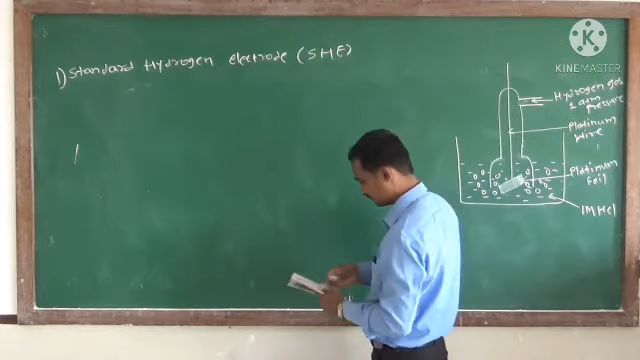 1) Standard Hydrogen electrode (SHE)
KINEMASTER
Hydrogen gas
1 atm
pressure
Platinum
wire
Platinum
foil
1M Hcl